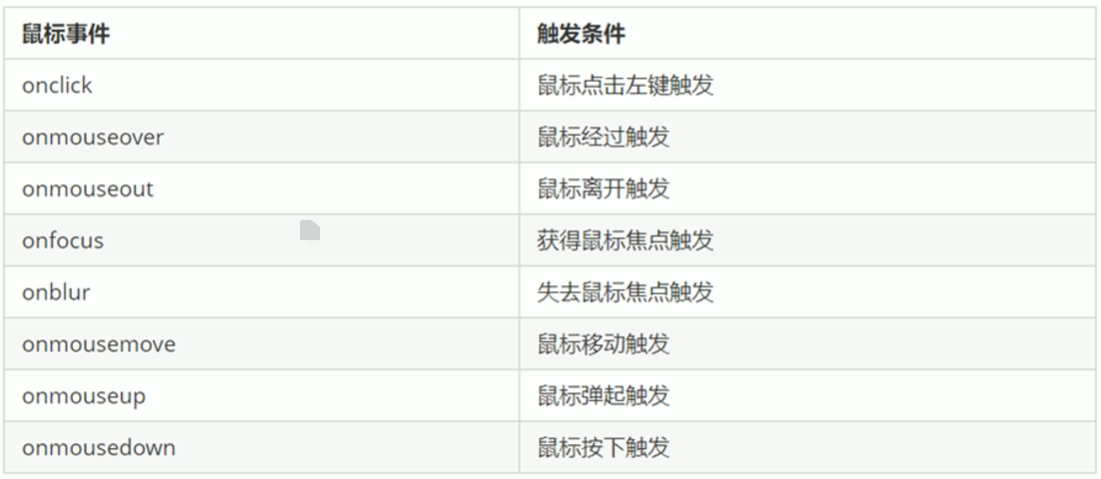 鼠标事件 触发条件
onclick 鼠标点击左键触发
onmouseover 鼠标经过触发
onmouseout 鼠标离开触发
onfocus 获得鼠标焦点触发
onblur 失去鼠标焦点触发
onmousemove 鼠标移动触发
onmouseup 鼠标弹起触发
onmousedown 鼠标按下触发